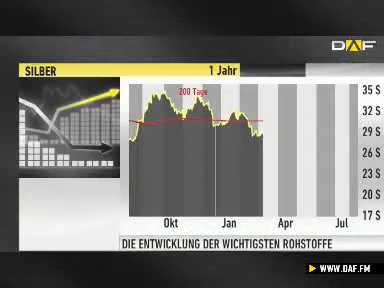 DAF
SILBER 1 Jahr
200 Tage
35 $
32 $
29 $
26 $
23 $
20 $
17 $
Okt Jan Apr Jul
DIE ENTWICKLUNG DER WICHTIGSTEN ROHSTOFFE
WWW.DAF.FM